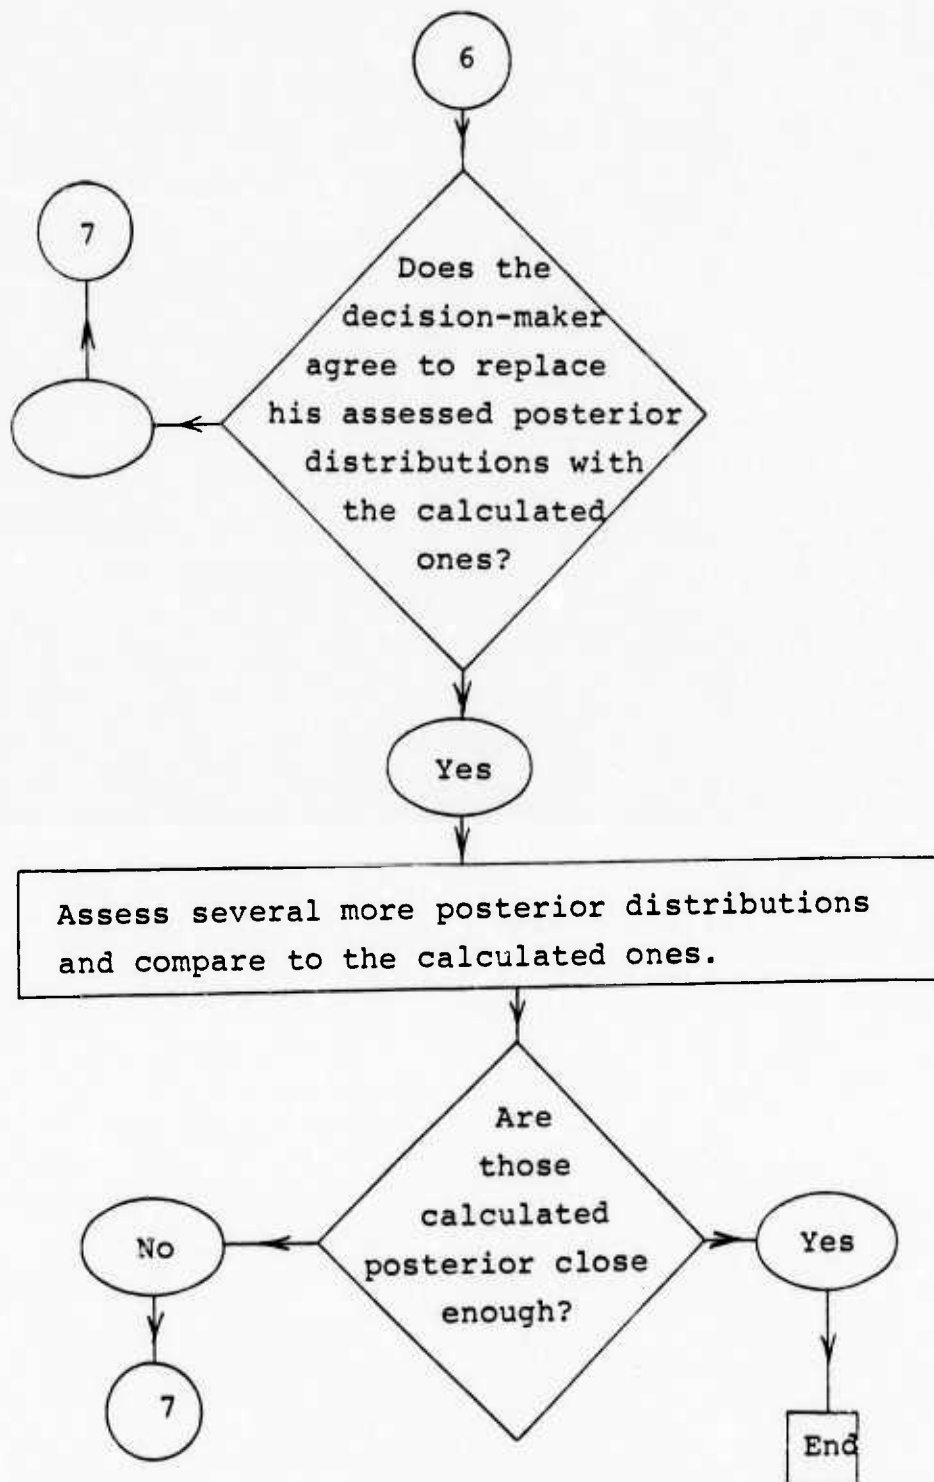 6
7
Does the
decision-maker
agree to replace
his assessed posterior
distributions with
the calculated
ones?
Yes
Assess several more posterior distributions
and compare to the calculated ones.
Are
those
calculated
posterior close
enough?
No
Yes
7
End